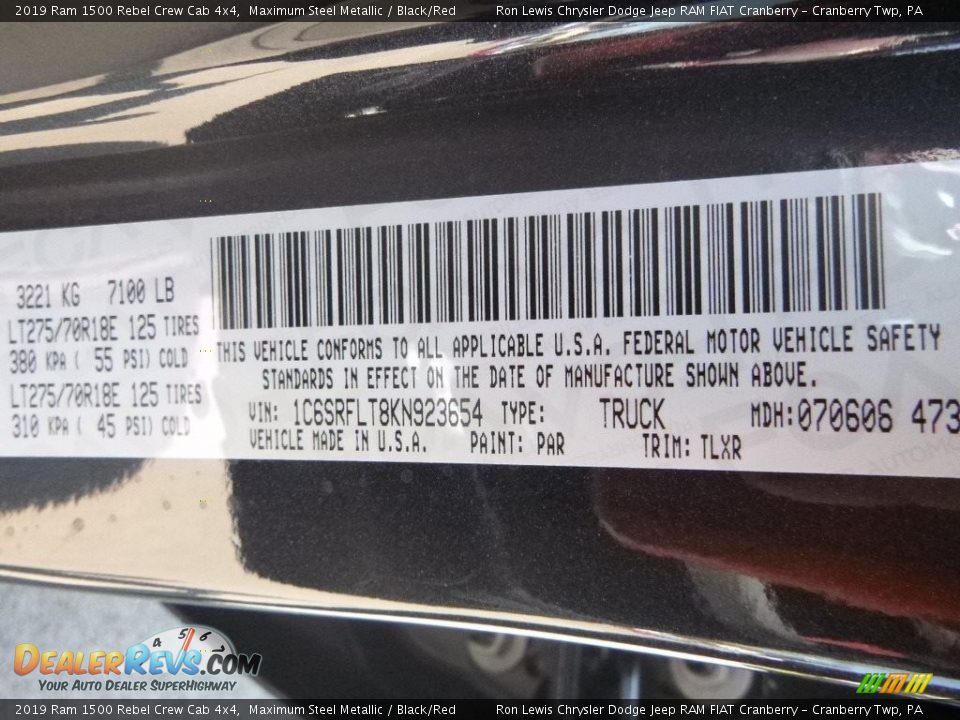 2019 Ram 1500 Rebel Crew Cab 4x4, Maximum Steel Metallic / Black/Red Ron Lewis Chrysler Dodge Jeep RAM FIAT Cranberry - Cranberry Twp, PA
3221 KG 7100 LB
LT275/70R18E 125 TIRES
380 KPA ( 55 PSI) COLD
LT275/70R18E 125 TIRES
310 KPA ( 45 PSI) COLD
THIS VEHICLE CONFORMS TO ALL APPLICABLE U.S.A. FEDERAL MOTOR VEHICLE SAFETY
STANDARDS IN EFFECT ON THE DATE OF MANUFACTURE SHOWN ABOVE.
VIN: 1C6SRFLT8KN923654 TYPE: TRUCK MDH:070606 473
VEHICLE MADE IN U.S.A. PAINT: PAR TRIM: TLXR
4 5 6
DEALERREVS.COM
YOUR AUTO DEALER SUPERHIGHWAY
2019 Ram 1500 Rebel Crew Cab 4x4, Maximum Steel Metallic / Black/Red Ron Lewis Chrysler Dodge Jeep RAM FIAT Cranberry - Cranberry Twp, PA